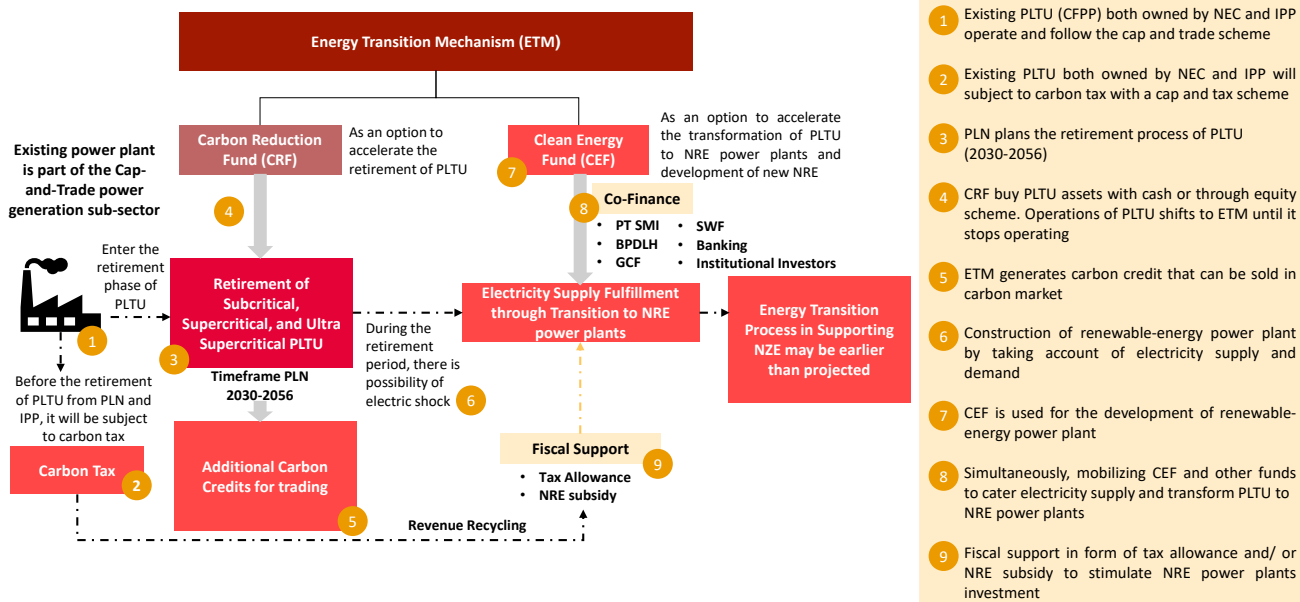 Energy Transition Mechanism (ETM)
Carbon Reduction
Fund (CRF)
As an option to
accelerate the
retirement of PLTU
Clean Energy
Fund (CEF)
7
As an option to accelerate
the transformation of PLTU
to NRE power plants and
development of new NRE
Existing power plant
is part of the Cap-
and-Trade power
generation sub-sector
4
8
Co-Finance
• PT SMI
• BPDLH
• GCF
• SWF
• Banking
• Institutional Investors
Enter the
retirement
phase of
PLTU
1
Retirement of
Subcritical,
Supercritical, and Ultra
Supercritical PLTU
3
Timeframe PLN
2030-2056
During the
retirement
period, there is
possibility of
electric shock
6
Electricity Supply Fulfillment
through Transition to NRE
power plants
Energy Transition
Process in Supporting
NZE may be earlier
than projected
Before the retirement
of PLTU from PLN and
IPP, it will be subject
to carbon tax
Carbon Tax
2
Additional Carbon
Credits for trading
5
Fiscal Support
9
• Tax Allowance
• NRE subsidy
Revenue Recycling
1 Existing PLTU (CFPP) both owned by NEC and IPP
operate and follow the cap and trade scheme
2 Existing PLTU both owned by NEC and IPP will
subject to carbon tax with a cap and tax scheme
3 PLN plans the retirement process of PLTU
(2030-2056)
4 CRF buy PLTU assets with cash or through equity
scheme. Operations of PLTU shifts to ETM until it
stops operating
5 ETM generates carbon credit that can be sold in
carbon market
6 Construction of renewable-energy power plant
by taking account of electricity supply and
demand
7 CEF is used for the development of renewable-
energy power plant
8 Simultaneously, mobilizing CEF and other funds
to cater electricity supply and transform PLTU to
NRE power plants
9 Fiscal support in form of tax allowance and/ or
NRE subsidy to stimulate NRE power plants
investment